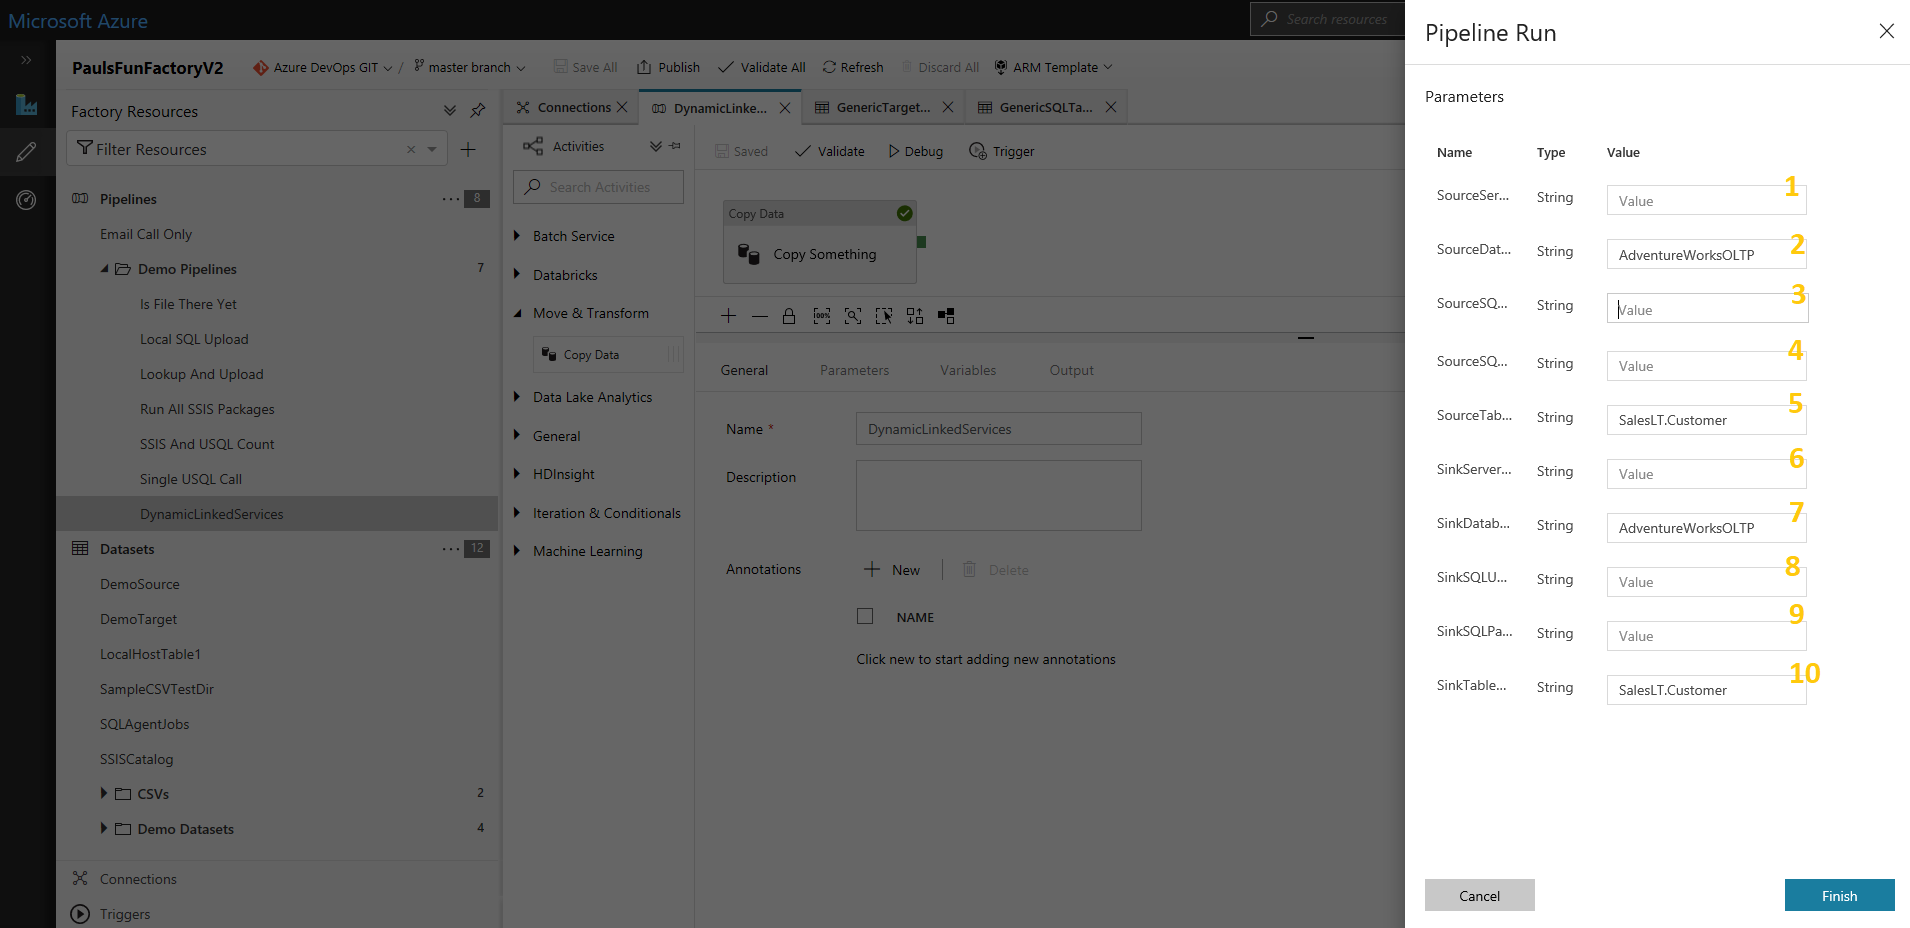 Microsoft Azure
Search resources
PaulsFunFactoryV2
Azure DevOps GIT / master branch
Save All
Publish
Validate All
Refresh
Discard All
ARM Template
Factory Resources
Filter Resources
Pipelines
8
Email Call Only
Demo Pipelines
7
Is File There Yet
Local SQL Upload
Lookup And Upload
Run All SSIS Packages
SSIS And USQL Count
Single USQL Call
DynamicLinkedServices
Datasets
12
DemoSource
DemoTarget
LocalHostTable1
SampleCSVTestDir
SQLAgentJobs
SSISCatalog
CSVs
2
Demo Datasets
4
Connections
Triggers
Connections
DynamicLinke...
GenericTarget...
GenericSQLTa...
Activities
Search Activities
Batch Service
Databricks
Move & Transform
Copy Data
Data Lake Analytics
General
HDInsight
Iteration & Conditionals
Machine Learning
Saved
Validate
Debug
Trigger
Copy Data
Copy Something
100%
General
Parameters
Variables
Output
Name *
DynamicLinkedServices
Description
Annotations
New
Delete
NAME
Click new to start adding new annotations
Pipeline Run
Parameters
Name Type Value
SourceSer... String Value 1
SourceDat... String AdventureWorksOLTP 2
SourceSQ... String Value 3
SourceSQ... String Value 4
SourceTab... String SalesLT.Customer 5
SinkServer... String Value 6
SinkDatab... String AdventureWorksOLTP 7
SinkSQLU... String Value 8
SinkSQLPa... String Value 9
SinkTable... String SalesLT.Customer 10
Cancel
Finish